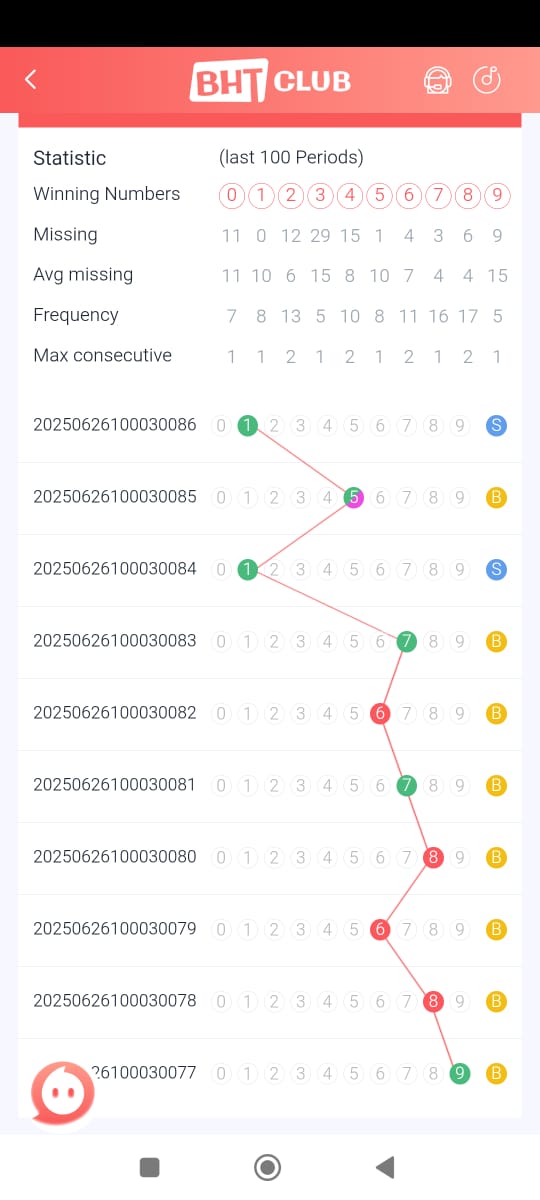 BHT CLUB
Statistic (last 100 Periods)
Winning Numbers 0 1 2 3 4 5 6 7 8 9
Missing 11 0 12 29 15 1 4 3 6 9
Avg missing 11 10 6 15 8 10 7 4 4 15
Frequency 7 8 13 5 10 8 11 16 17 5
Max consecutive 1 1 2 1 2 1 2 1 2 1
20250626100030086 0 1 2 3 4 5 6 7 8 9 S
20250626100030085 0 1 2 3 4 5 6 7 8 9 B
20250626100030084 0 1 2 3 4 5 6 7 8 9 S
20250626100030083 0 1 2 3 4 5 6 7 8 9 B
20250626100030082 0 1 2 3 4 5 6 7 8 9 B
20250626100030081 0 1 2 3 4 5 6 7 8 9 B
20250626100030080 0 1 2 3 4 5 6 7 8 9 B
20250626100030079 0 1 2 3 4 5 6 7 8 9 B
20250626100030078 0 1 2 3 4 5 6 7 8 9 B
26100030077 0 1 2 3 4 5 6 7 8 9 B